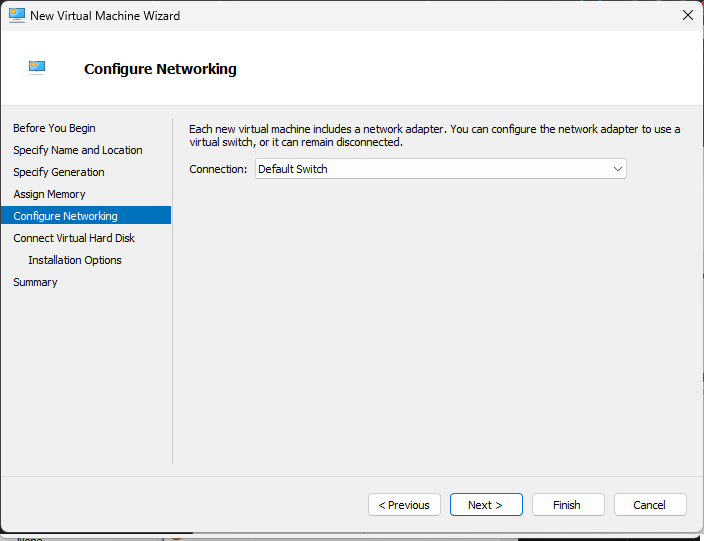 New Virtual Machine Wizard
Configure Networking
Before You Begin
Specify Name and Location
Specify Generation
Assign Memory
Configure Networking
Connect Virtual Hard Disk
Installation Options
Summary
Each new virtual machine includes a network adapter. You can configure the network adapter to use a
virtual switch, or it can remain disconnected.
Connection: Default Switch
< Previous Next > Finish Cancel